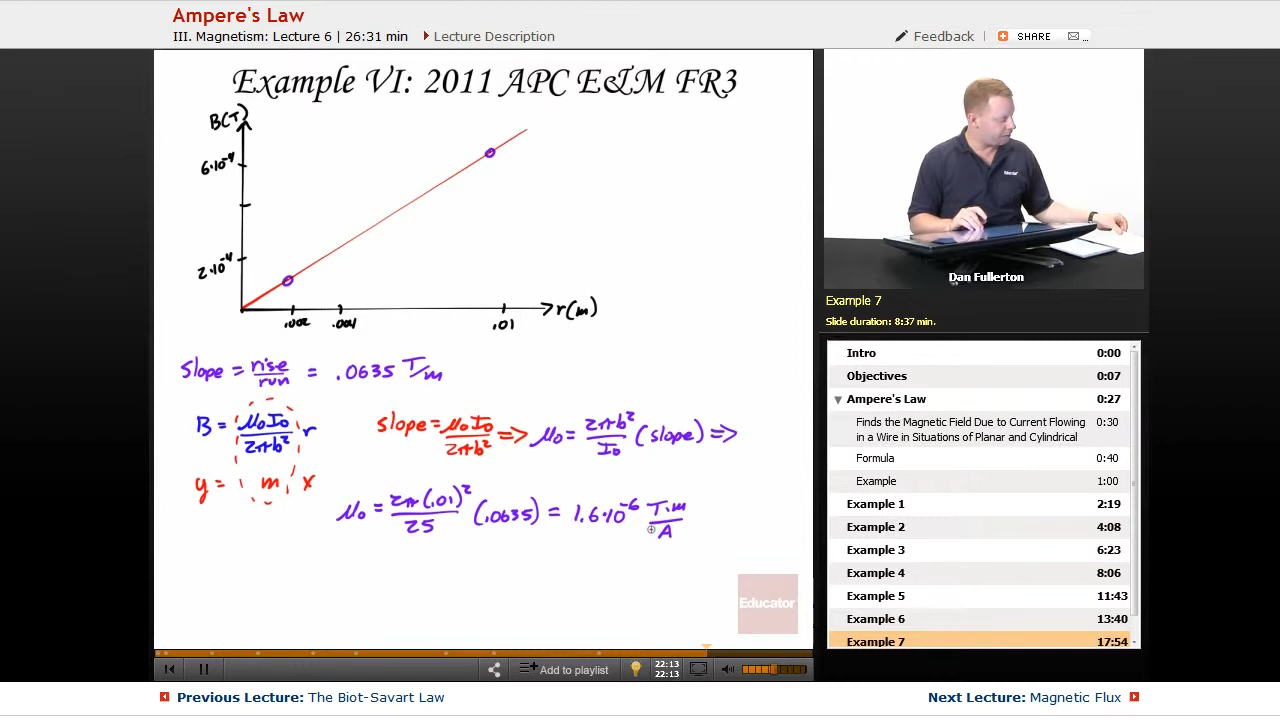 Ampere's Law
III. Magnetism: Lecture 6 | 26:31 min
Lecture Description
Feedback
SHARE
Example VI: 2011 APC E&M FR3
B(T)
6·10⁻⁴
2·10⁻⁴
.002
.004
.01
r(m)
slope = rise/run = .0635 T/m
B = μ₀I₀/2πb² r
slope = μ₀I₀/2πb² => μ₀ = 2πb²/I₀ (slope) =>
y = m x
μ₀ = 2π(.01)²/25 (.0635) = 1.6·10⁻⁶ T·m/A
Educator
Dan Fullerton
Example 7
Slide duration: 8:37 min.
Intro 0:00
Objectives 0:07
Ampere's Law 0:27
Finds the Magnetic Field Due to Current Flowing 0:30
in a Wire in Situations of Planar and Cylindrical
Formula 0:40
Example 1:00
Example 1 2:19
Example 2 4:08
Example 3 6:23
Example 4 8:06
Example 5 11:43
Example 6 13:40
Example 7 17:54
Add to playlist
22:13
22:13
Previous Lecture: The Biot-Savart Law
Next Lecture: Magnetic Flux